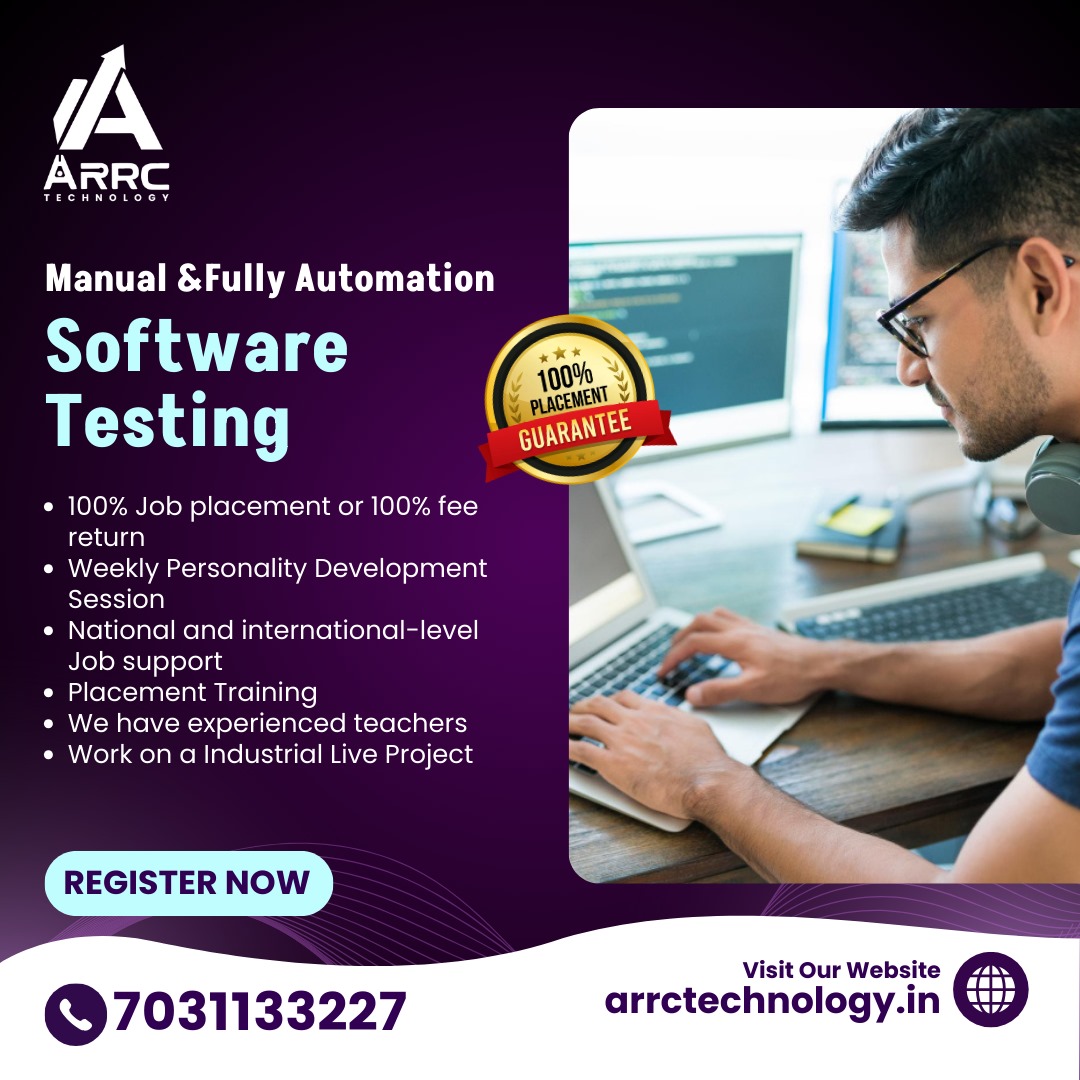 ARRC
TECHNOLOGY
Manual &Fully Automation
Software
Testing
100%
PLACEMENT
GUARANTEE
• 100% Job placement or 100% fee
return
• Weekly Personality Development
Session
• National and international-level
Job support
• Placement Training
• We have experienced teachers
• Work on a Industrial Live Project
REGISTER NOW
7031133227
Visit Our Website
arrctechnology.in